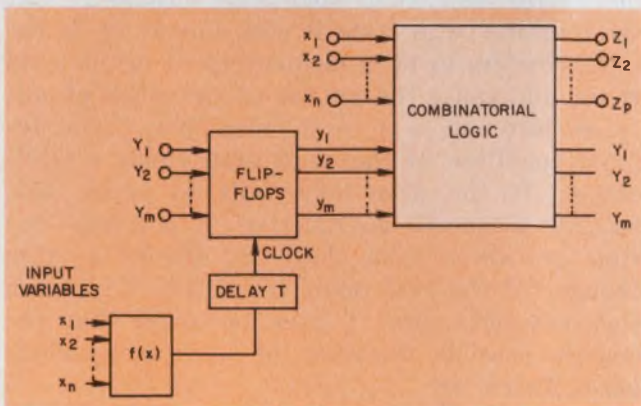 x1
x2
xn
Z1
Z2
Zp
COMBINATORIAL
LOGIC
Y1
Y2
Ym
FLIP-
FLOPS
y1
y2
ym
Y1
Y2
Ym
CLOCK
DELAY T
INPUT
VARIABLES
x1
x2
xn
f(x)